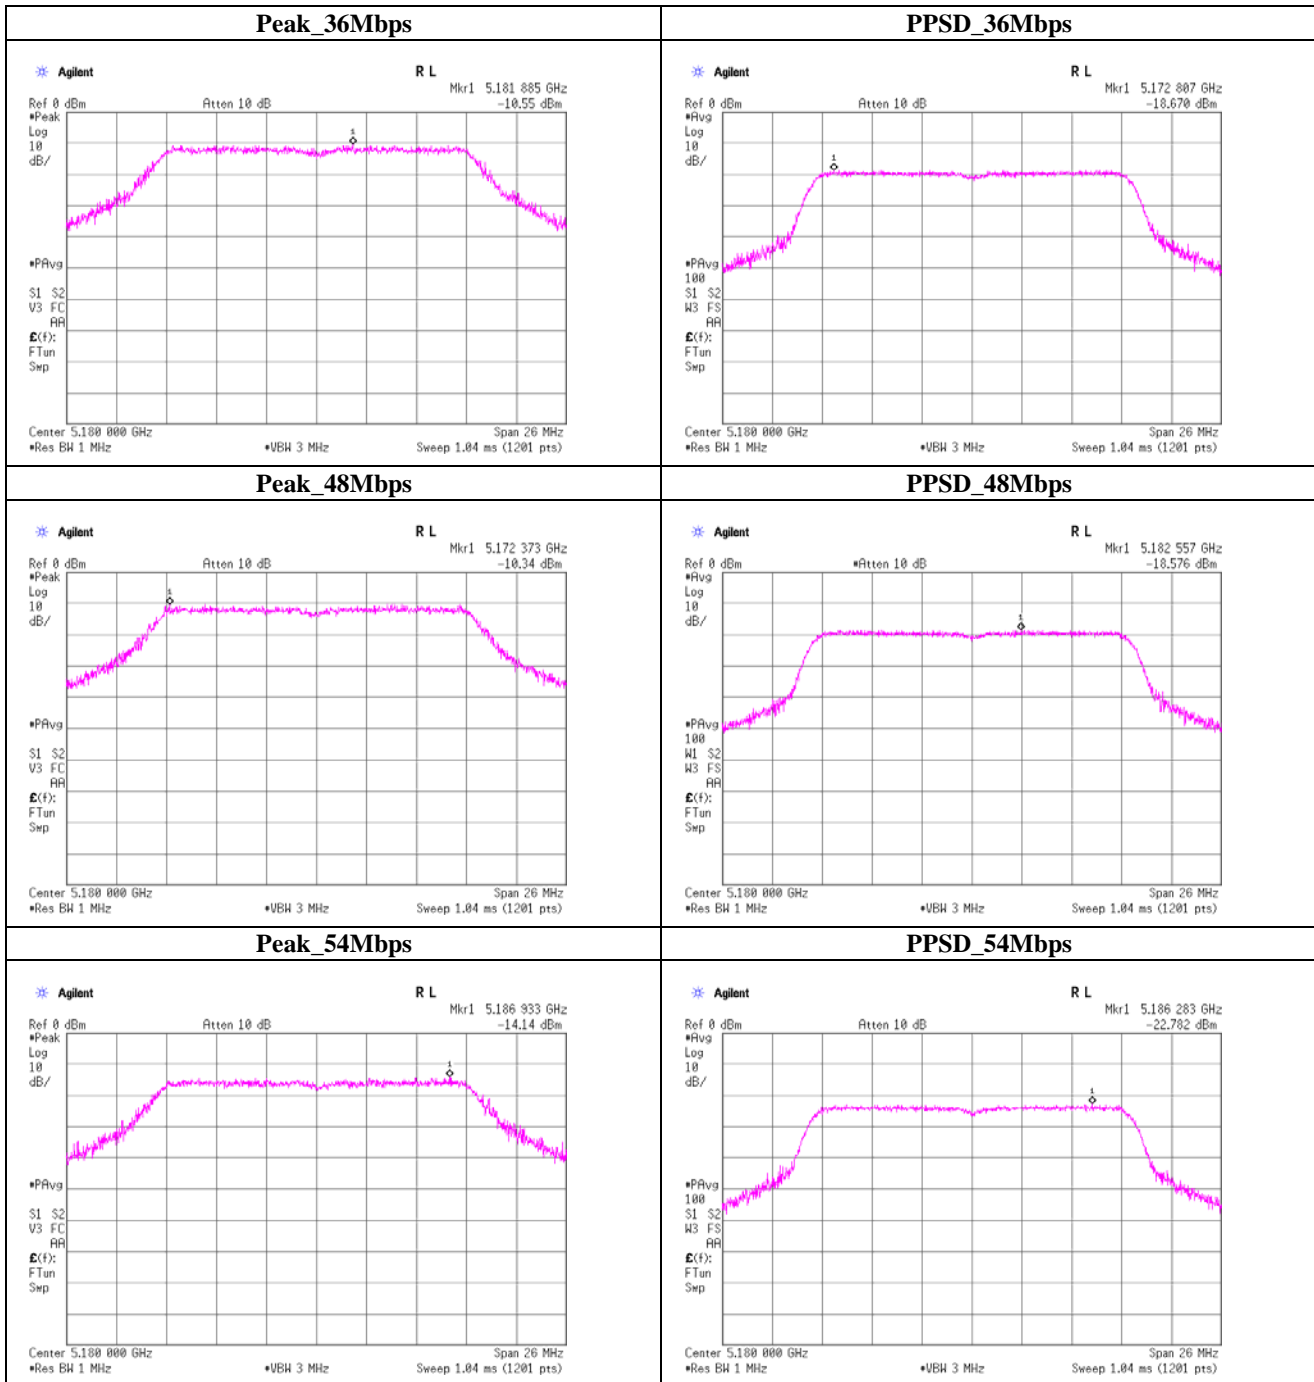 Peak_36Mbps
PPSD_36Mbps
Agilent R L
Mkr1 5.181 885 GHz
Ref 0 dBm Atten 10 dB -10.55 dBm
#Peak
Log
10
dB/
1
#PAvg
S1 S2
V3 FC
AA
£(f):
FTun
Swp
Center 5.180 000 GHz Span 26 MHz
#Res BW 1 MHz #VBW 3 MHz Sweep 1.04 ms (1201 pts)
Agilent R L
Mkr1 5.172 807 GHz
Ref 0 dBm Atten 10 dB -18.670 dBm
#Avg
Log
10
dB/
1
#PAvg
100
S1 S2
W3 FS
AA
£(f):
FTun
Swp
Center 5.180 000 GHz Span 26 MHz
#Res BW 1 MHz #VBW 3 MHz Sweep 1.04 ms (1201 pts)
Peak_48Mbps
PPSD_48Mbps
Agilent R L
Mkr1 5.172 373 GHz
Ref 0 dBm Atten 10 dB -10.34 dBm
#Peak
Log
10
dB/
1
#PAvg
S1 S2
V3 FC
AA
£(f):
FTun
Swp
Center 5.180 000 GHz Span 26 MHz
#Res BW 1 MHz #VBW 3 MHz Sweep 1.04 ms (1201 pts)
Agilent R L
Mkr1 5.182 557 GHz
Ref 0 dBm #Atten 10 dB -18.576 dBm
#Avg
Log
10
dB/
1
#PAvg
100
W1 S2
W3 FS
AA
£(f):
FTun
Swp
Center 5.180 000 GHz Span 26 MHz
#Res BW 1 MHz #VBW 3 MHz Sweep 1.04 ms (1201 pts)
Peak_54Mbps
PPSD_54Mbps
Agilent R L
Mkr1 5.186 933 GHz
Ref 0 dBm Atten 10 dB -14.14 dBm
#Peak
Log
10
dB/
1
#PAvg
S1 S2
V3 FC
AA
£(f):
FTun
Swp
Center 5.180 000 GHz Span 26 MHz
#Res BW 1 MHz #VBW 3 MHz Sweep 1.04 ms (1201 pts)
Agilent R L
Mkr1 5.186 283 GHz
Ref 0 dBm Atten 10 dB -22.782 dBm
#Avg
Log
10
dB/
1
#PAvg
100
S1 S2
W3 FS
AA
£(f):
FTun
Swp
Center 5.180 000 GHz Span 26 MHz
#Res BW 1 MHz #VBW 3 MHz Sweep 1.04 ms (1201 pts)